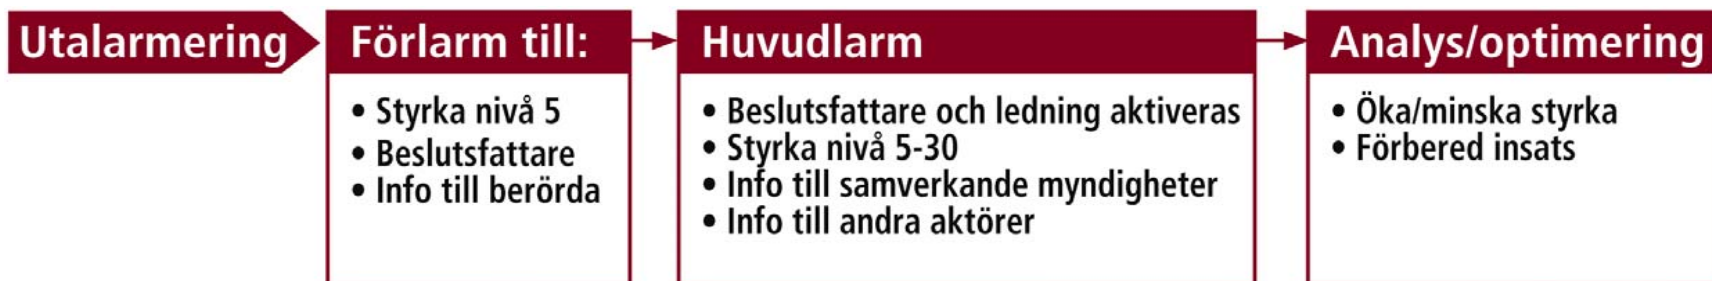 Utalarmering
Förlarm till:
• Styrka nivå 5
• Beslutsfattare
• Info till berörda
Huvudlarm
• Beslutsfattare och ledning aktiveras
• Styrka nivå 5-30
• Info till samverkande myndigheter
• Info till andra aktörer
Analys/optimering
• Öka/minska styrka
• Förbered insats